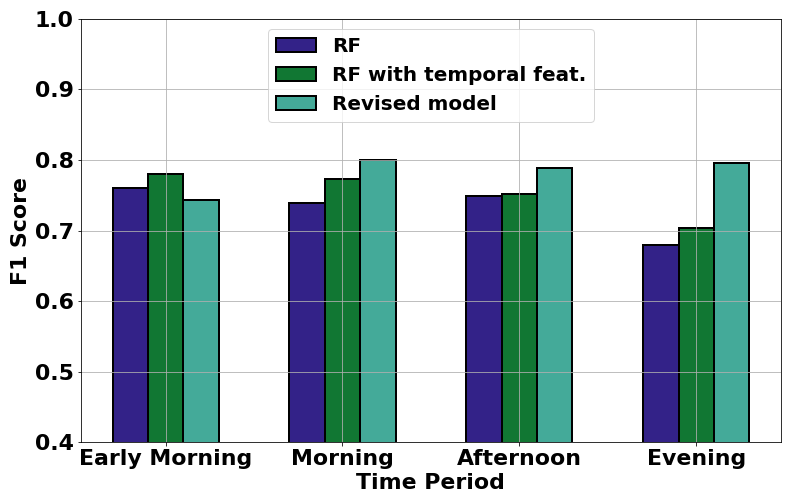 1.0
0.9
0.8
0.7
0.6
0.5
0.4
F1 Score
RF
RF with temporal feat.
Revised model
Early Morning
Morning
Afternoon
Evening
Time Period